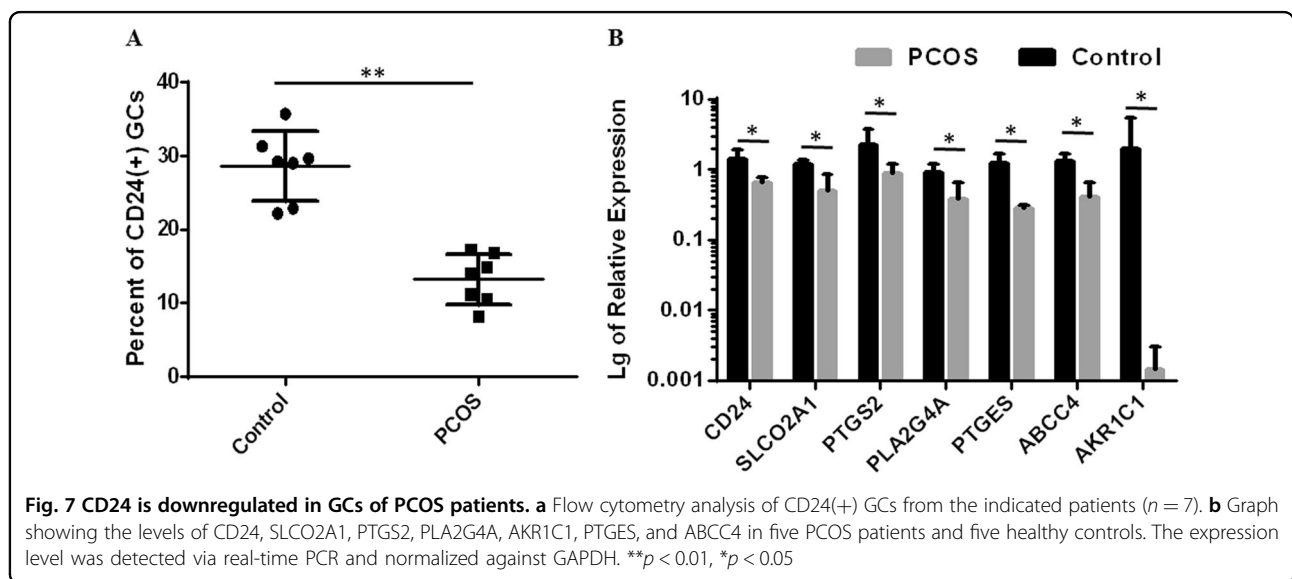 A
**
Percent of CD24(+) GCs
40
30
20
10
0
Control
PCOS
B
PCOS Control
Lg of Relative Expression
10
1
0.1
0.01
0.001
* * * * * * *
CD24
SLCO2A1
PTGS2
PLA2G4A
PTGES
ABCC4
AKR1C1
Fig. 7 CD24 is downregulated in GCs of PCOS patients. a Flow cytometry analysis of CD24(+) GCs from the indicated patients (n = 7). b Graph
showing the levels of CD24, SLCO2A1, PTGS2, PLA2G4A, AKR1C1, PTGES, and ABCC4 in five PCOS patients and five healthy controls. The expression
level was detected via real-time PCR and normalized against GAPDH. **p < 0.01, *p < 0.05